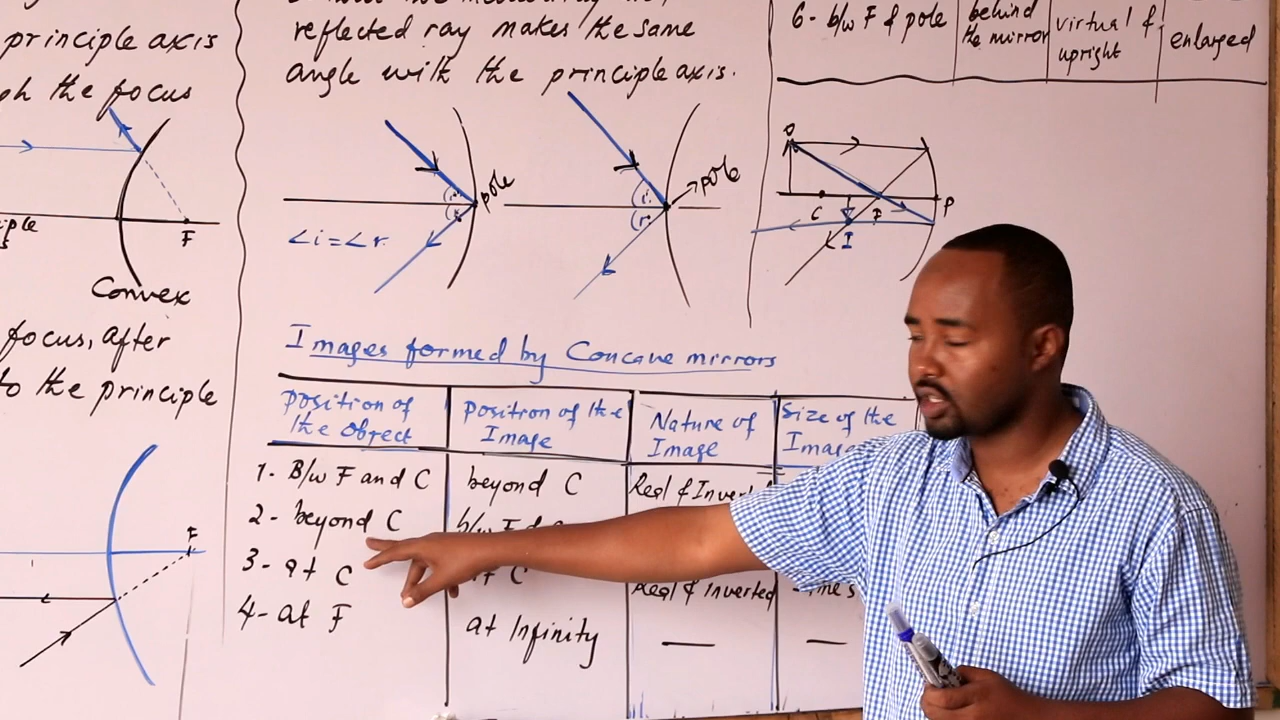 principle axis
the focus
F
Convex
focus, after
to the principle
F
reflected ray makes the same
angle with the principle axis.
i
r
pole
∠i=∠r
i
r
pole
6- b/w F & pole
behind
the mirror
virtual &
upright
enlarged
O
C
F
P
I
Images formed by Concave mirrors
Position of
the Object
Position of the
Image
Nature of
Image
Size of the
Image
1- B/w F and C
beyond C
Real & Inverted
2- beyond C
b/w F &
3- at C
C
Real & Inverted
4- at F
at Infinity
—
—